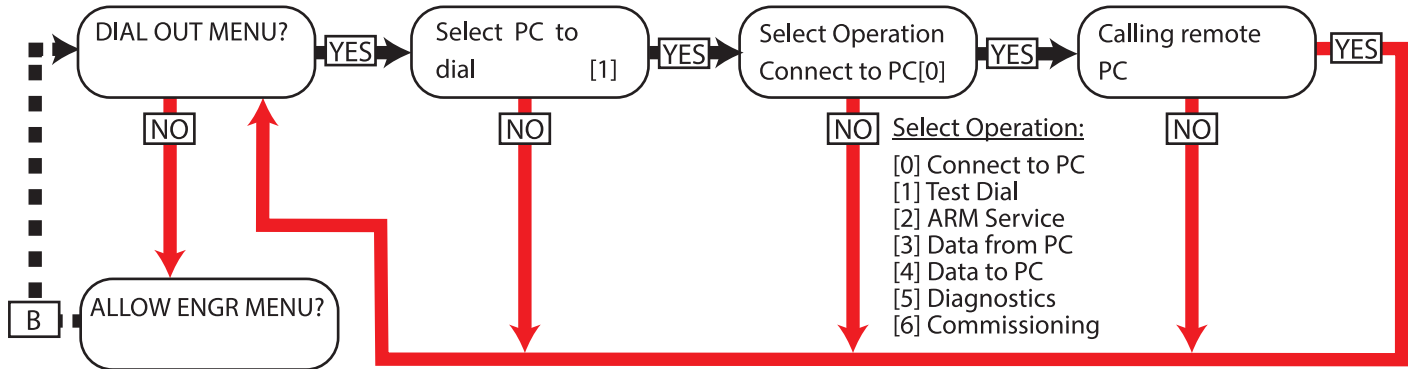 DIAL OUT MENU?
YES
Select PC to
dial [1]
YES
Select Operation
Connect to PC[0]
YES
Calling remote
PC
YES
NO
NO
NO
Select Operation:
[0] Connect to PC
[1] Test Dial
[2] ARM Service
[3] Data from PC
[4] Data to PC
[5] Diagnostics
[6] Commissioning
NO
B
ALLOW ENGR MENU?